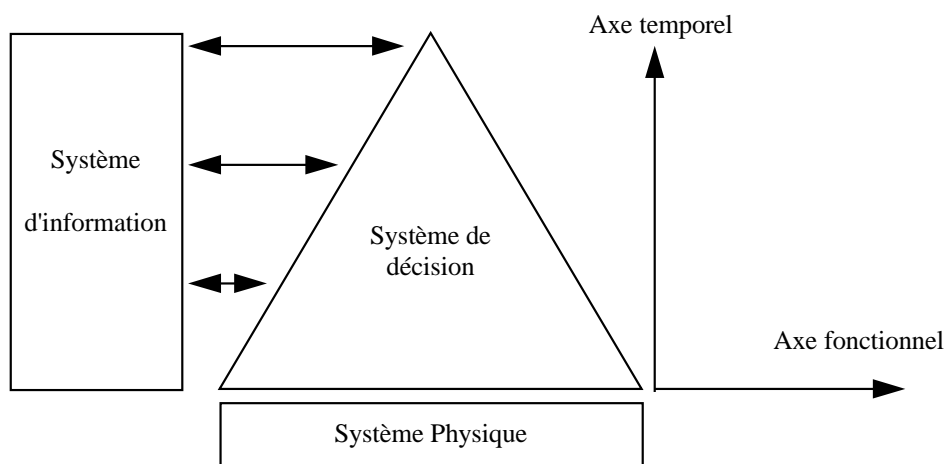 Axe temporel
Système
d'information
Système de
décision
Axe fonctionnel
Système Physique